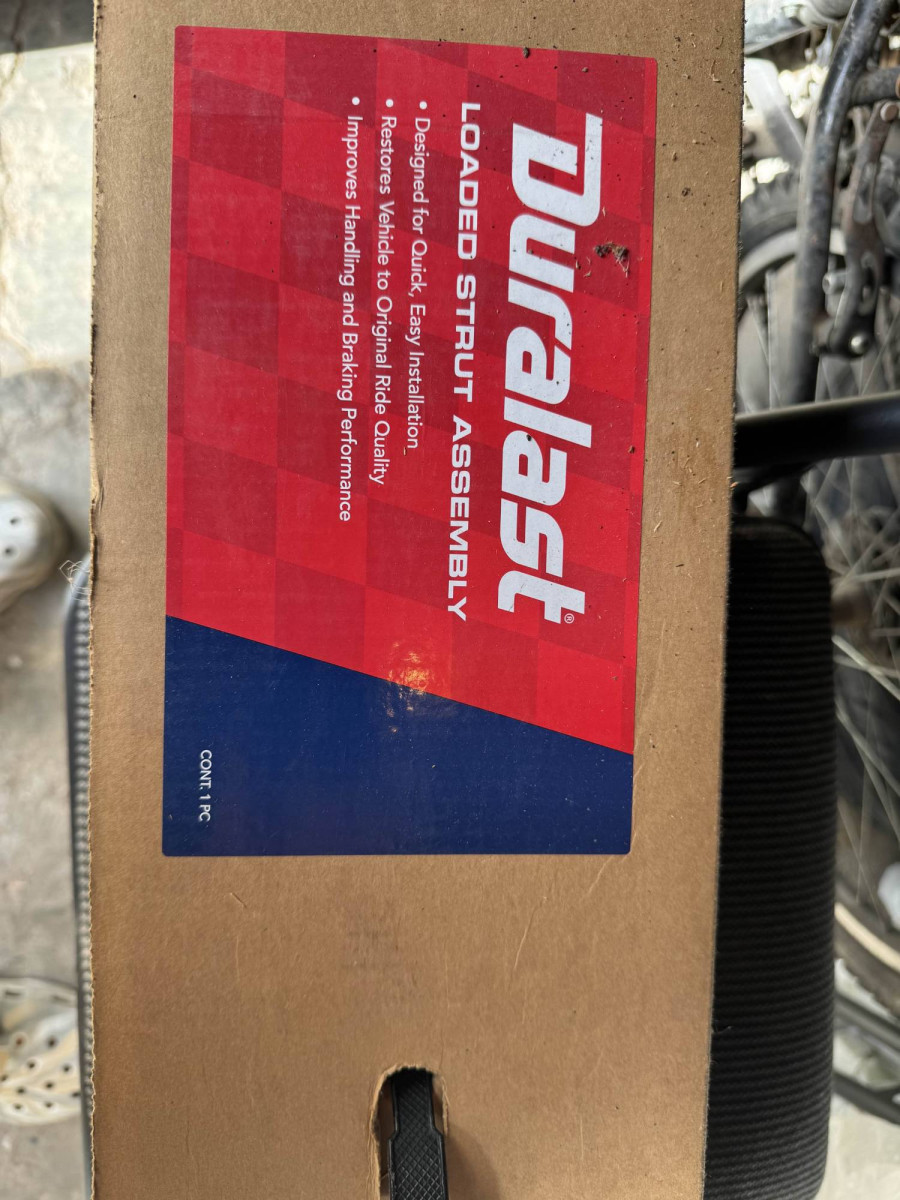 Duralast®
LOADED STRUT ASSEMBLY
• Designed for Quick, Easy Installation
• Restores Vehicle to Original Ride Quality
• Improves Handling and Braking Performance
CONT. 1 PC